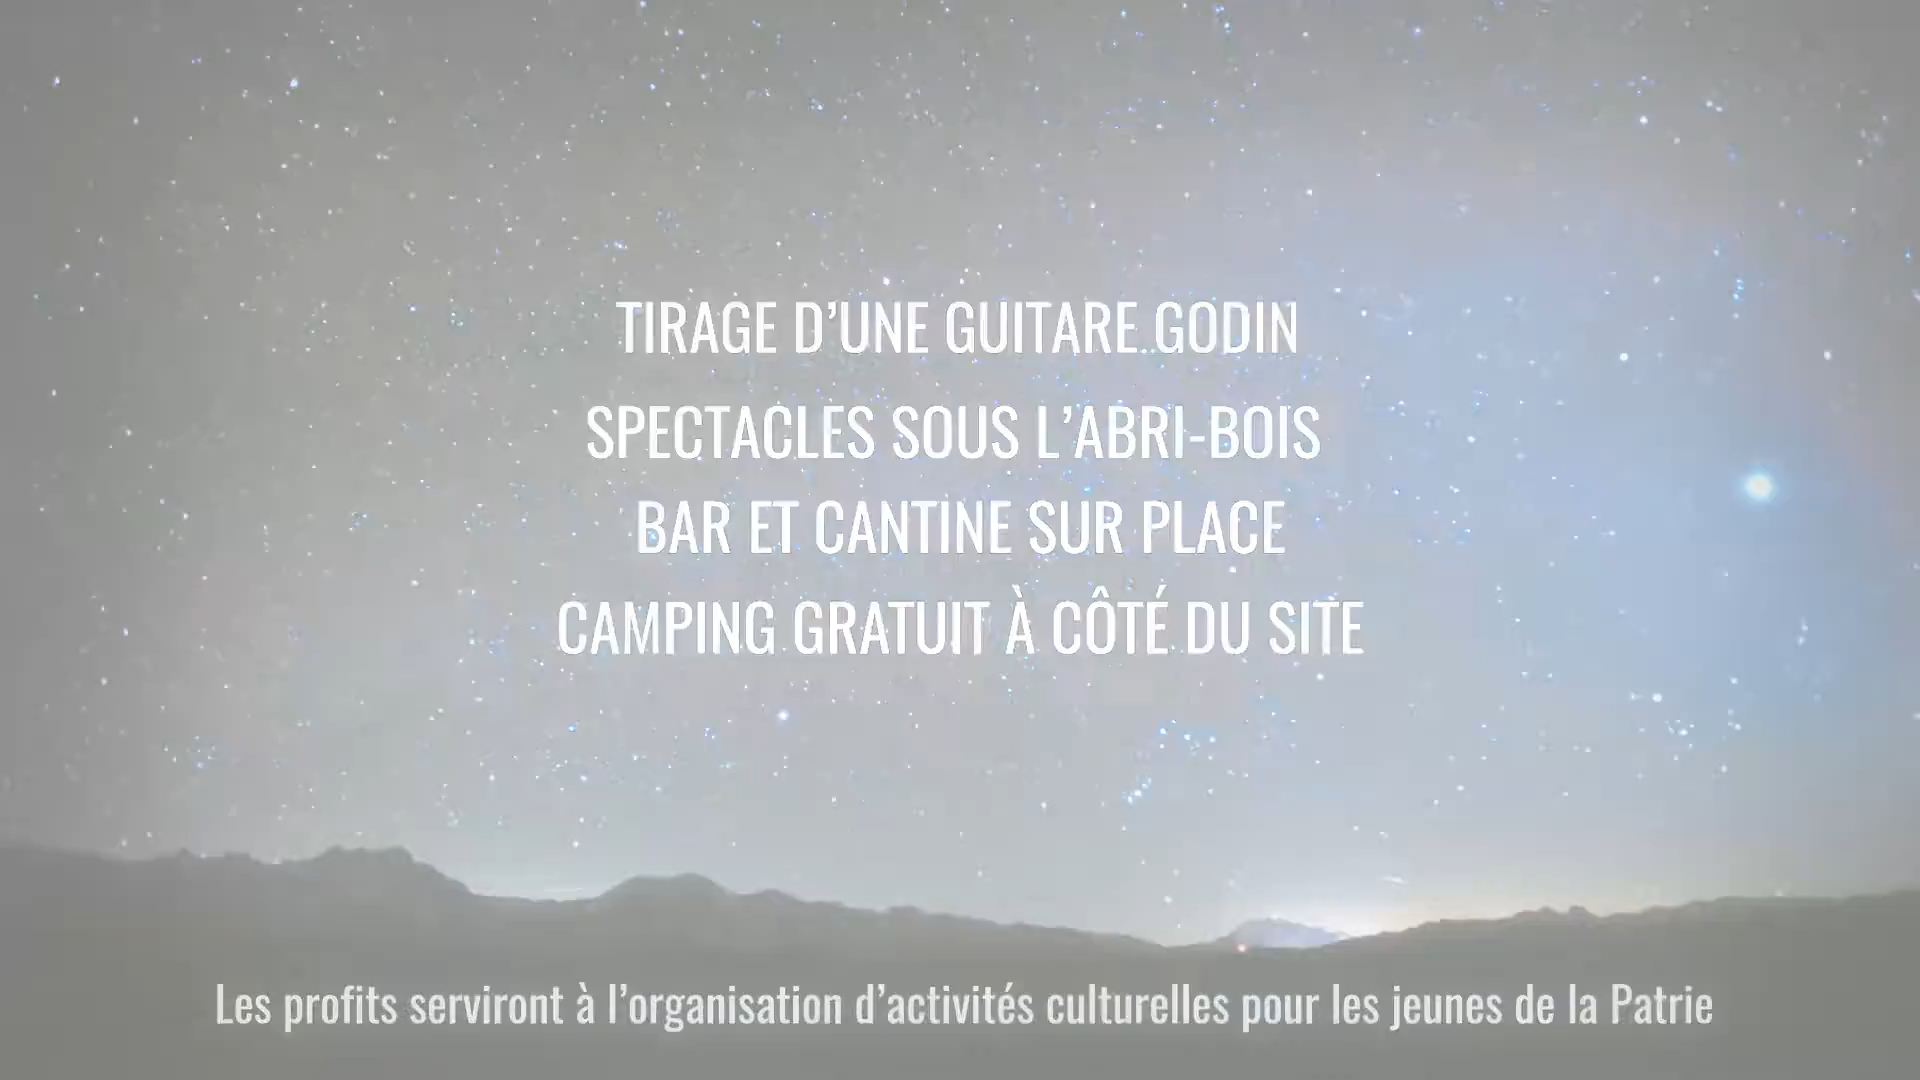 TIRAGE D’UNE GUITARE GODIN
SPECTACLES SOUS L’ABRI-BOIS
BAR ET CANTINE SUR PLACE
CAMPING GRATUIT À CÔTÉ DU SITE
Les profits serviront à l’organisation d’activités culturelles pour les jeunes de la Patrie